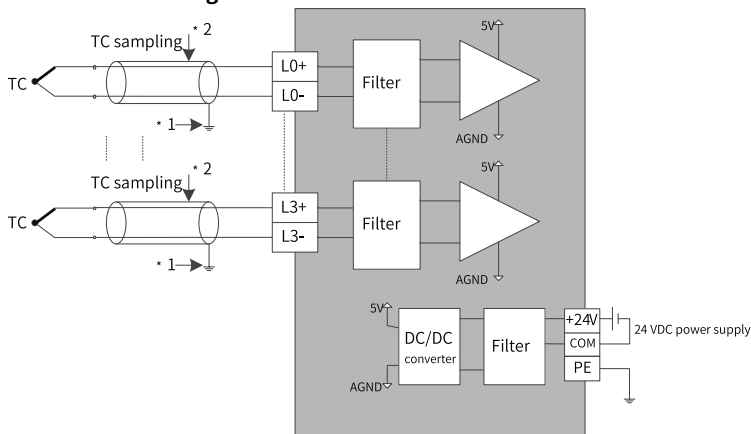 5V
* 2
TC sampling
TC
L0+
L0-
Filter
* 1
AGND
5V
* 2
TC sampling
TC
L3+
L3-
Filter
* 1
AGND
5V
DC/DC
converter
AGND
Filter
+24V
COM
PE
24 VDC power supply